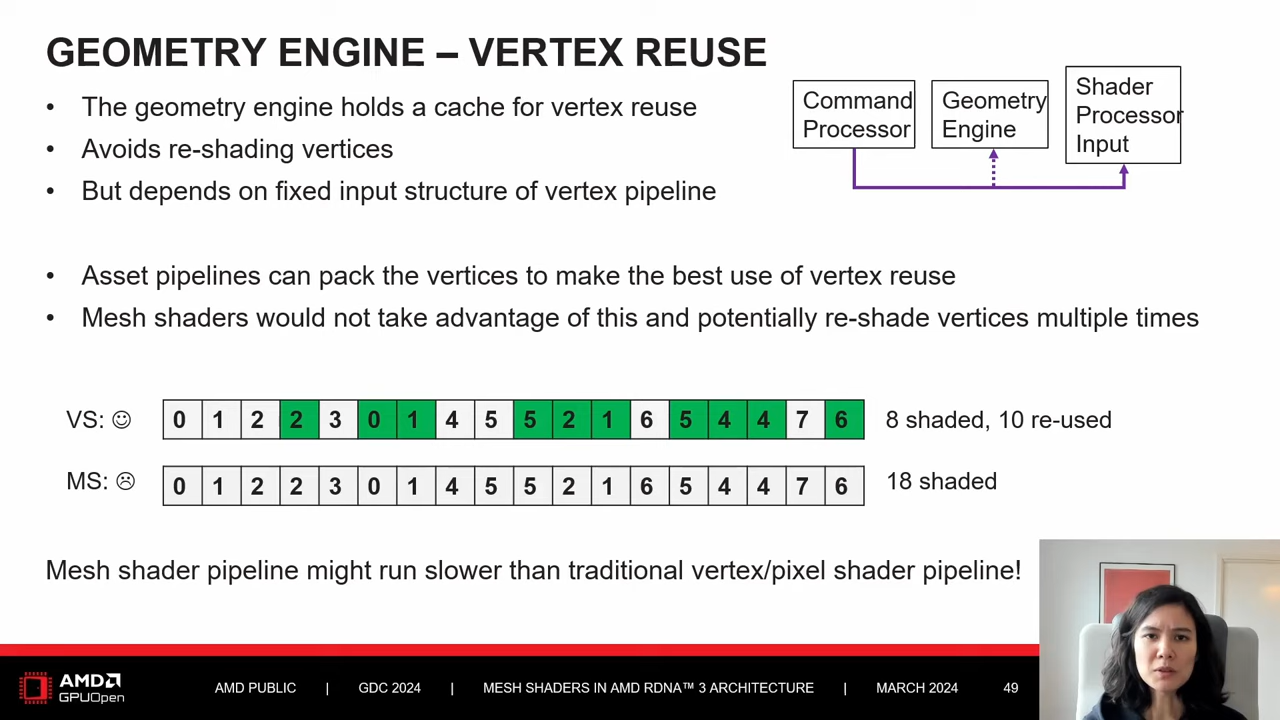 GEOMETRY ENGINE – VERTEX REUSE
• The geometry engine holds a cache for vertex reuse
• Avoids re-shading vertices
• But depends on fixed input structure of vertex pipeline
Command
Processor
Geometry
Engine
Shader
Processor
Input
• Asset pipelines can pack the vertices to make the best use of vertex reuse
• Mesh shaders would not take advantage of this and potentially re-shade vertices multiple times
VS: ☺ 0 1 2 2 3 0 1 4 5 5 2 1 6 5 4 4 7 6 8 shaded, 10 re-used
MS: ☹ 0 1 2 2 3 0 1 4 5 5 2 1 6 5 4 4 7 6 18 shaded
Mesh shader pipeline might run slower than traditional vertex/pixel shader pipeline!
AMD
GPUOpen
AMD PUBLIC | GDC 2024 | MESH SHADERS IN AMD RDNA™ 3 ARCHITECTURE | MARCH 2024 49